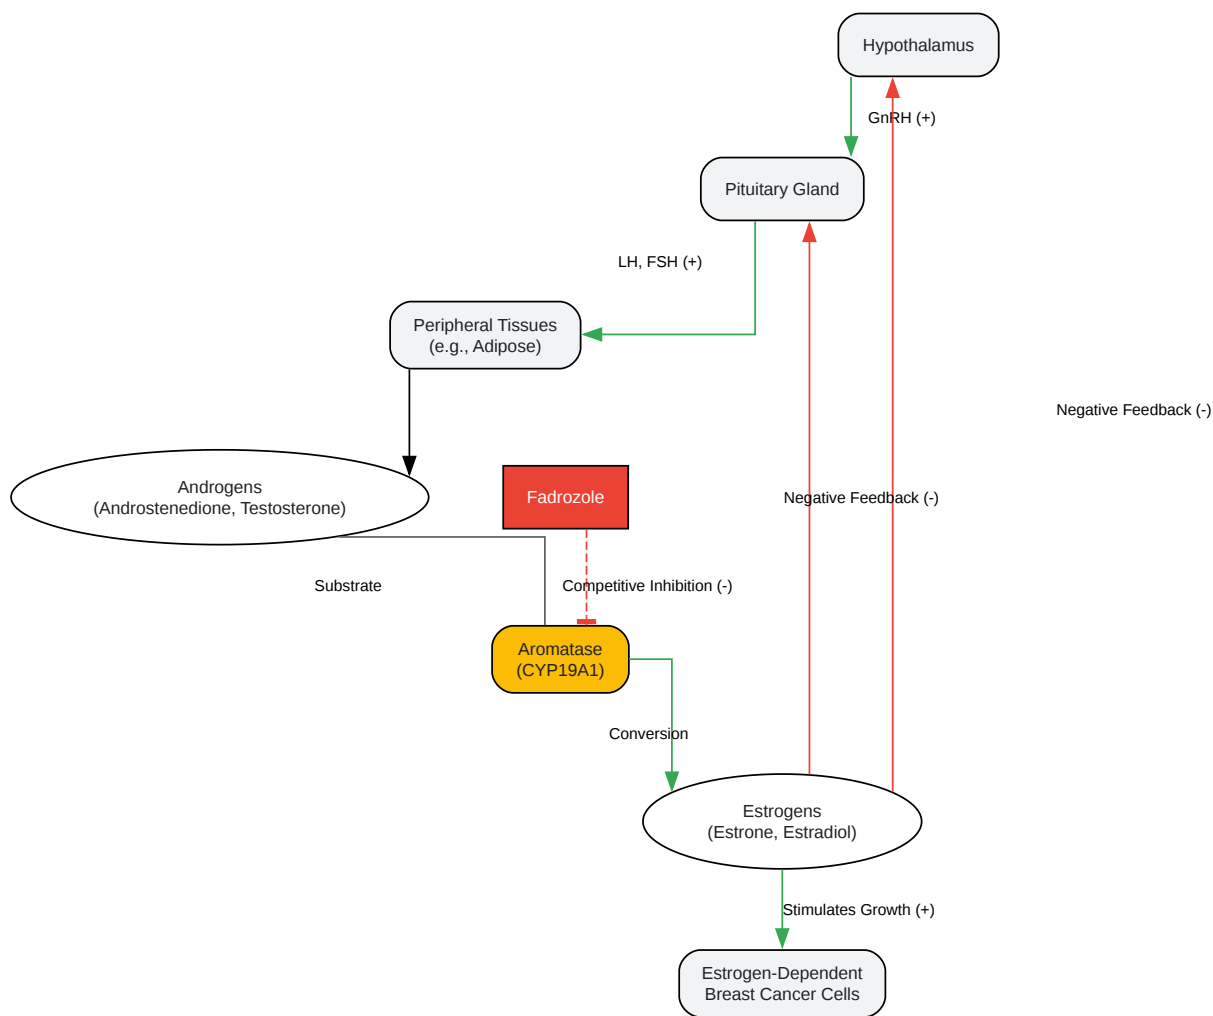 Hypothalamus
GnRH (+)
Pituitary Gland
LH, FSH (+)
Peripheral Tissues
(e.g., Adipose)
Negative Feedback (-)
Androgens
(Androstenedione, Testosterone)
Fadrozole
Negative Feedback (-)
Substrate
Competitive Inhibition (-)
Aromatase
(CYP19A1)
Conversion
Estrogens
(Estrone, Estradiol)
Stimulates Growth (+)
Estrogen-Dependent
Breast Cancer Cells